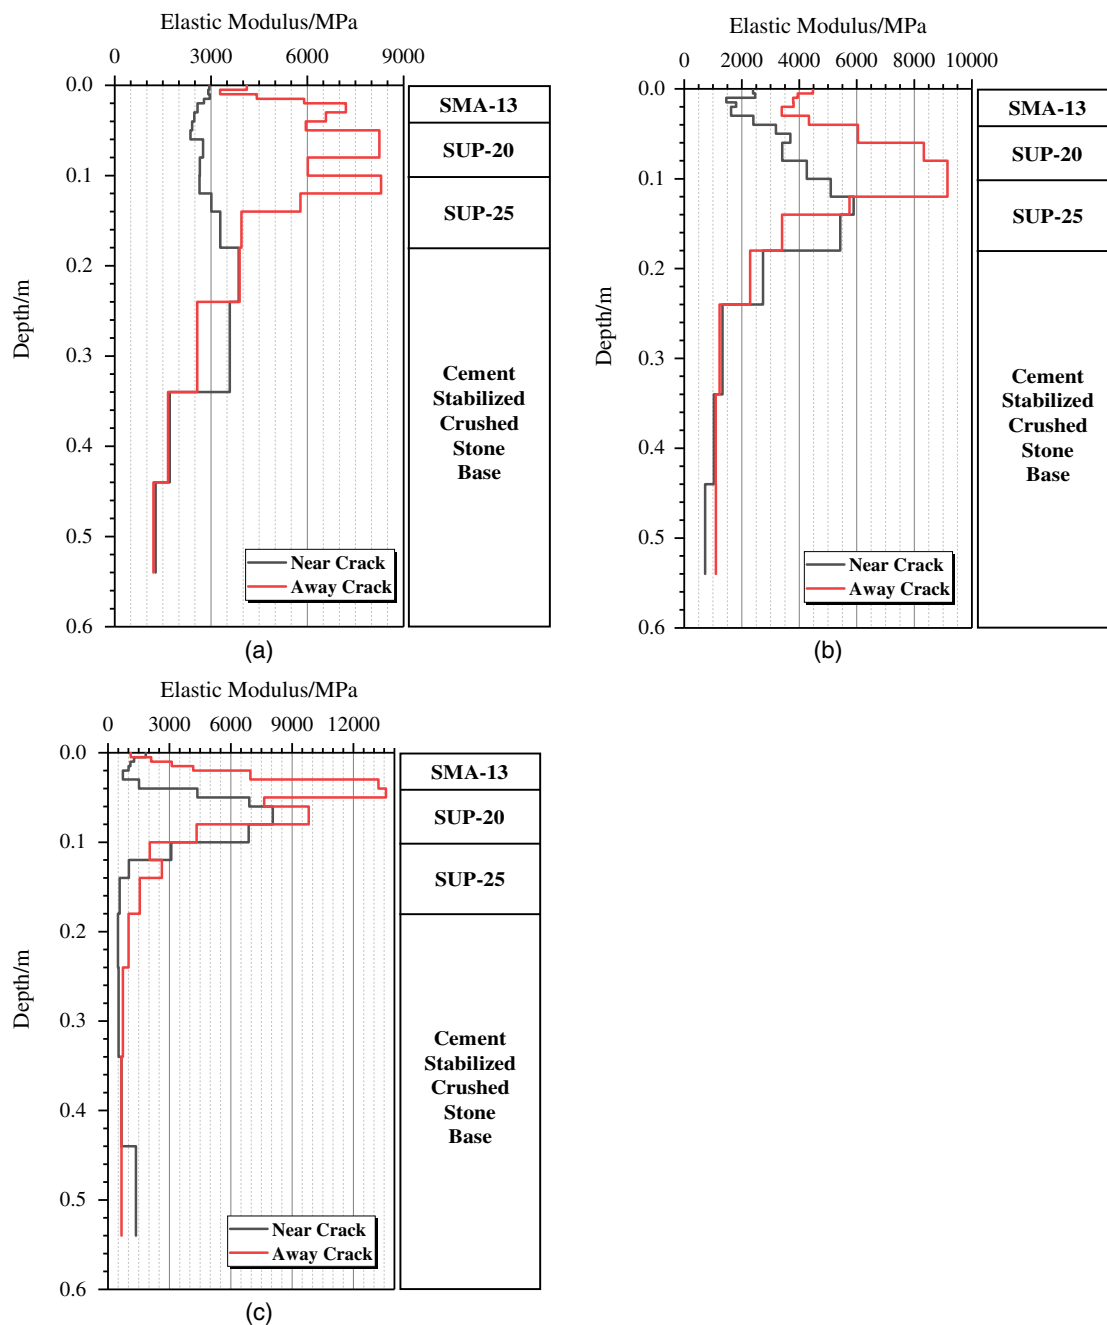 Elastic Modulus/MPa
0 3000 6000 9000
0.0
0.1
0.2
0.3
0.4
0.5
0.6
Depth/m
SMA-13
SUP-20
SUP-25
Cement
Stabilized
Crushed
Stone
Base
Near Crack
Away Crack
(a)
Elastic Modulus/MPa
0 2000 4000 6000 8000 10000
0.0
0.1
0.2
0.3
0.4
0.5
0.6
Depth/m
SMA-13
SUP-20
SUP-25
Cement
Stabilized
Crushed
Stone
Base
Near Crack
Away Crack
(b)
Elastic Modulus/MPa
0 3000 6000 9000 12000
0.0
0.1
0.2
0.3
0.4
0.5
0.6
Depth/m
SMA-13
SUP-20
SUP-25
Cement
Stabilized
Crushed
Stone
Base
Near Crack
Away Crack
(c)